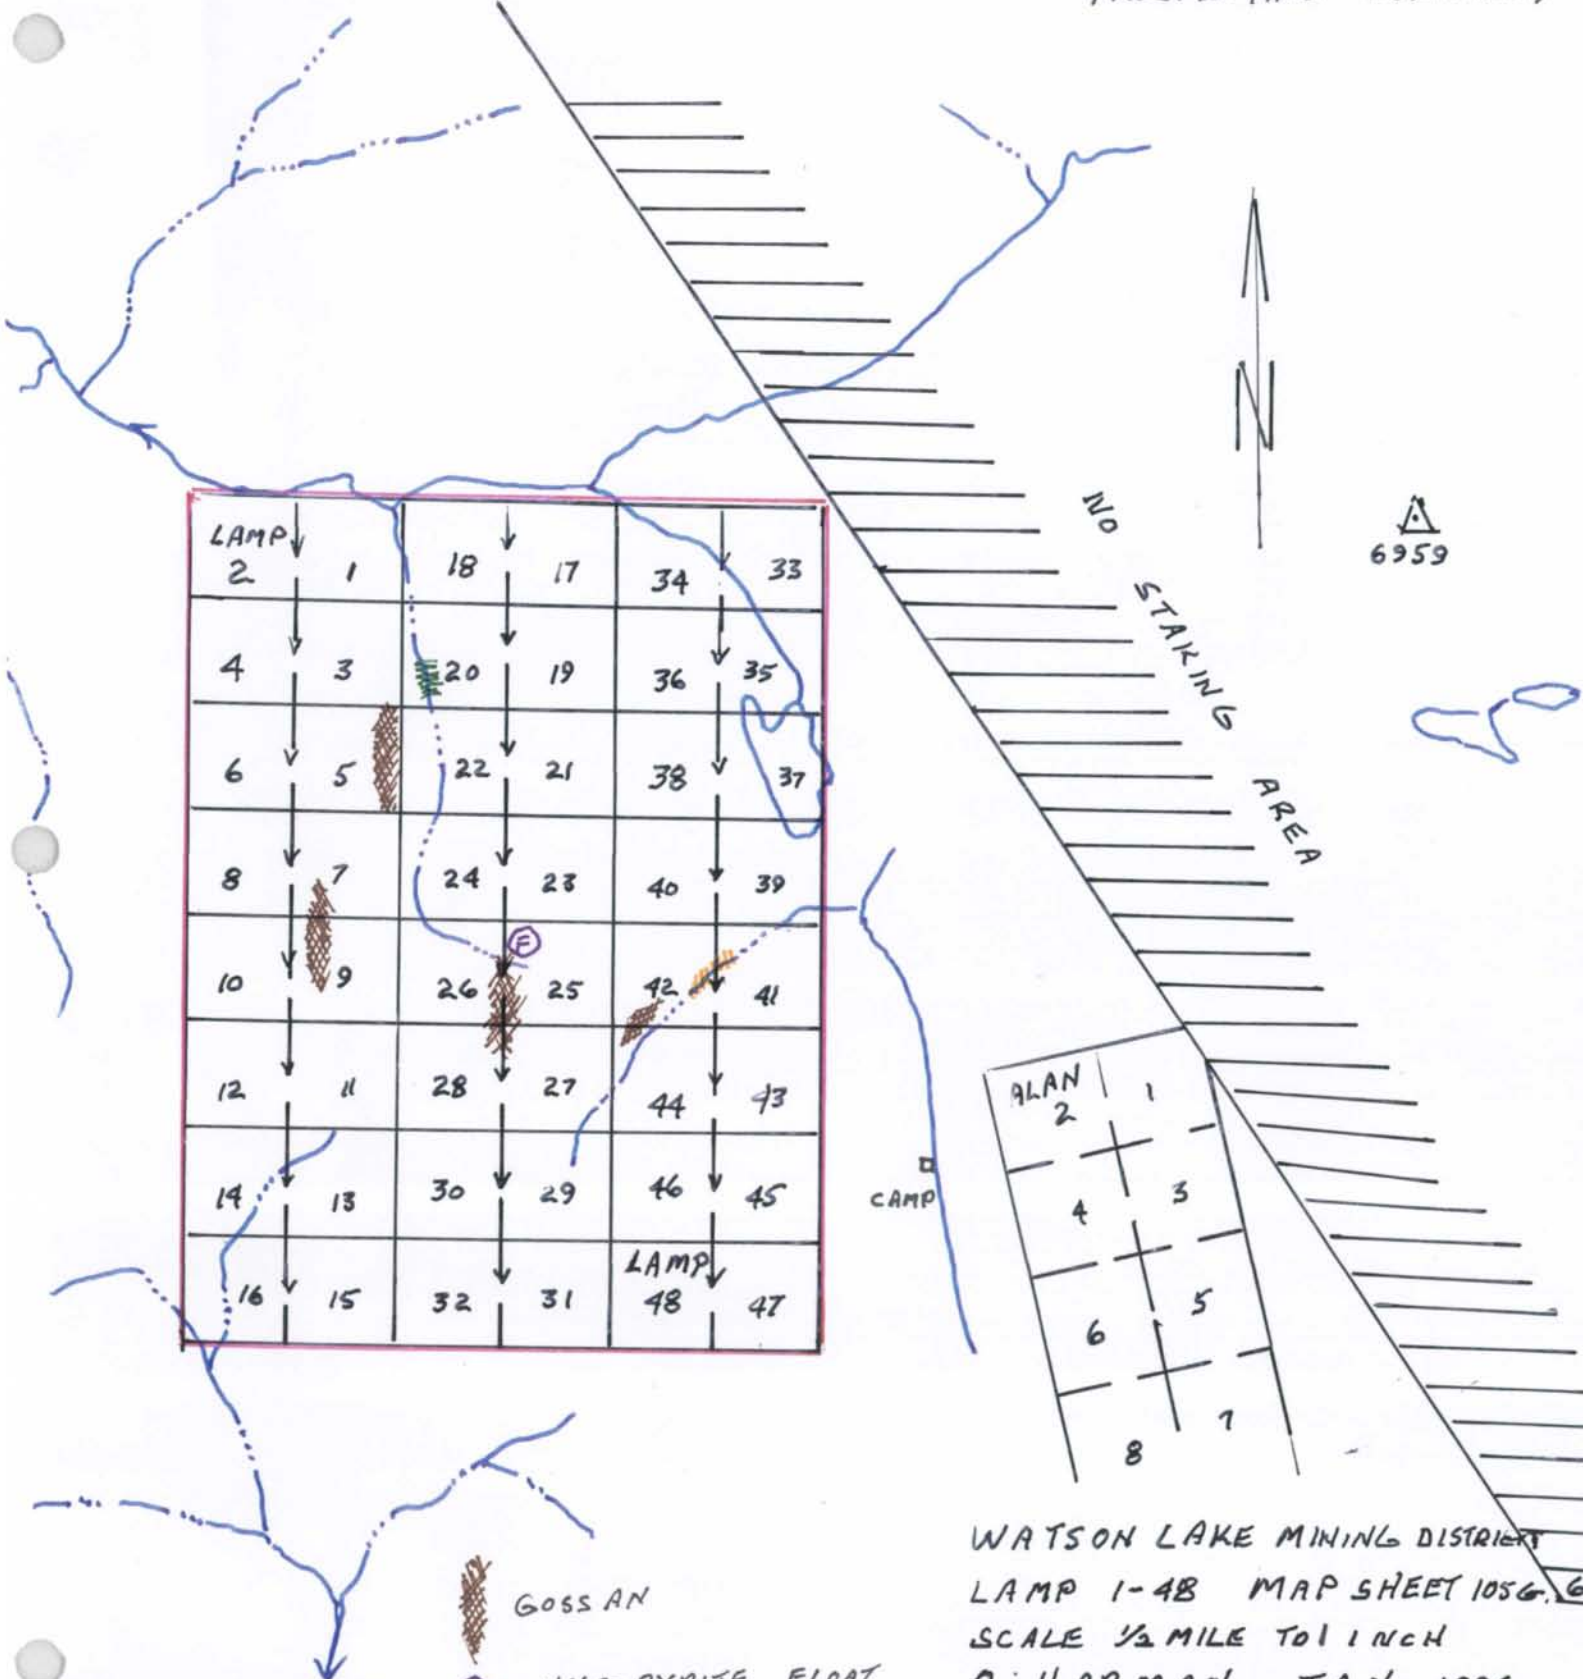 N
6959
NO STAKING AREA
LAMP
2 1 18 17 34 33
4 3 20 19 36 35
6 5 22 21 38 37
8 7 24 23 40 39
F
10 9 26 25 42 41
12 11 28 27 44 43
14 13 30 29 46 45
LAMP
16 15 32 31 48 47
CAMP
ALAN
2 1
4 3
6 5
8 7
GOSSAN
PYRITE FLOAT
WATSON LAKE MINING DISTRICT
LAMP 1-48 MAP SHEET 105G.6
SCALE 1/2 MILE TO 1 INCH